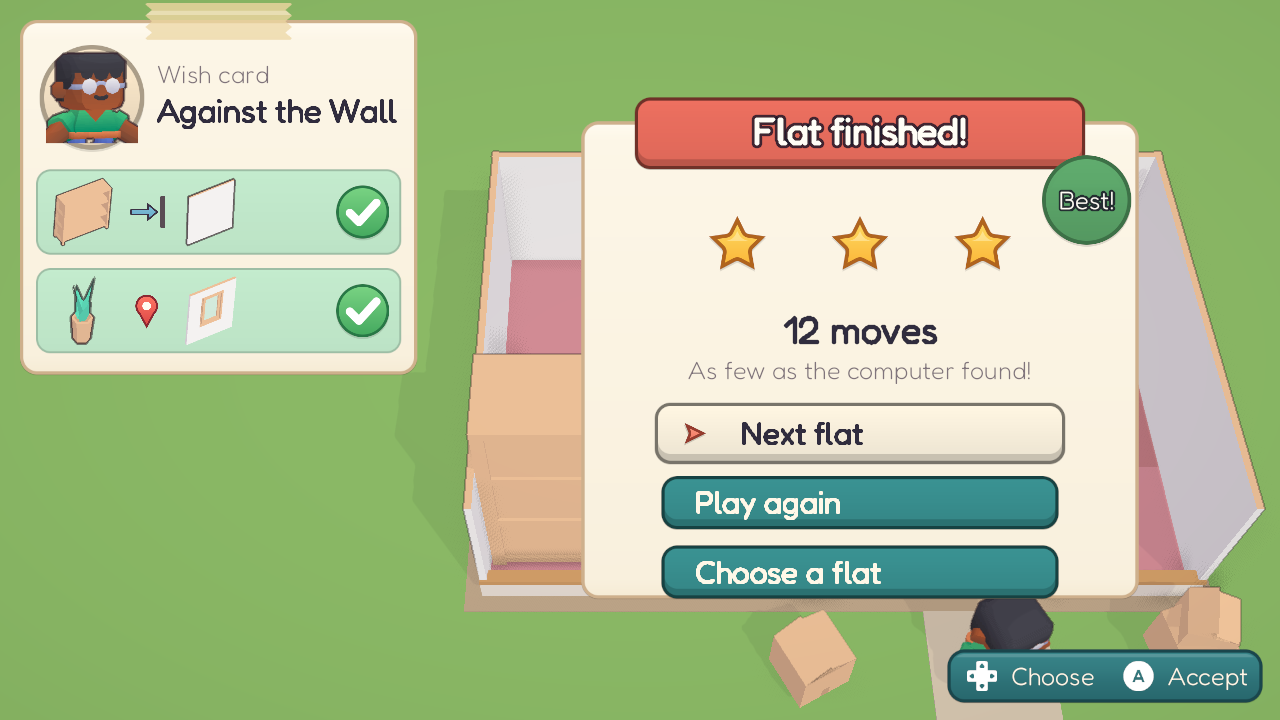 Wish card
Against the Wall
Flat finished!
Best!
12 moves
As few as the computer found!
Next flat
Play again
Choose a flat
Choose
A Accept